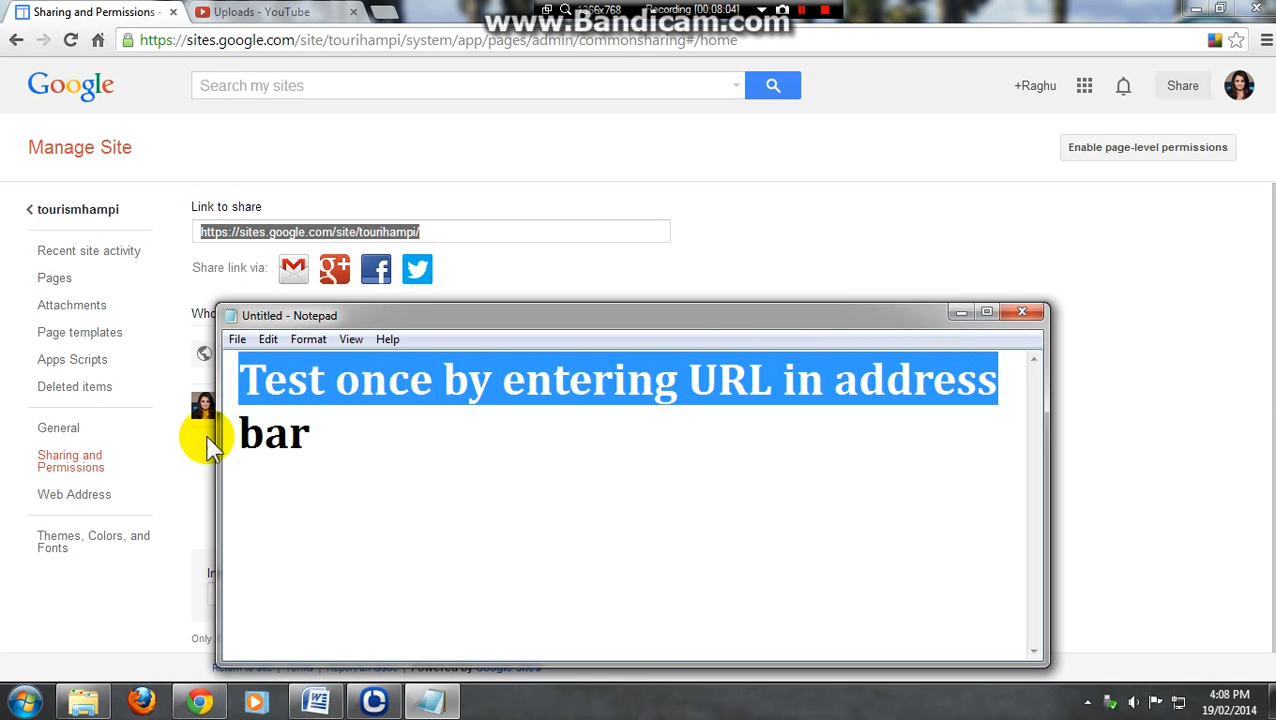 Sharing and Permissions -
Uploads - YouTube
Recording [00:08:04]
www.Bandicam.com
https://sites.google.com/site/tourihampi/system/app/pages/admin/commonsharing#/home
Google
Search my sites
+Raghu
Share
Manage Site
Enable page-level permissions
tourismhampi
Recent site activity
Pages
Attachments
Page templates
Apps Scripts
Deleted items
General
Sharing and
Permissions
Web Address
Themes, Colors, and
Fonts
Link to share
https://sites.google.com/site/tourihampi/
Share link via:
Untitled - Notepad
File Edit Format View Help
Test once by entering URL in address
bar
Only
4:08 PM
19/02/2014